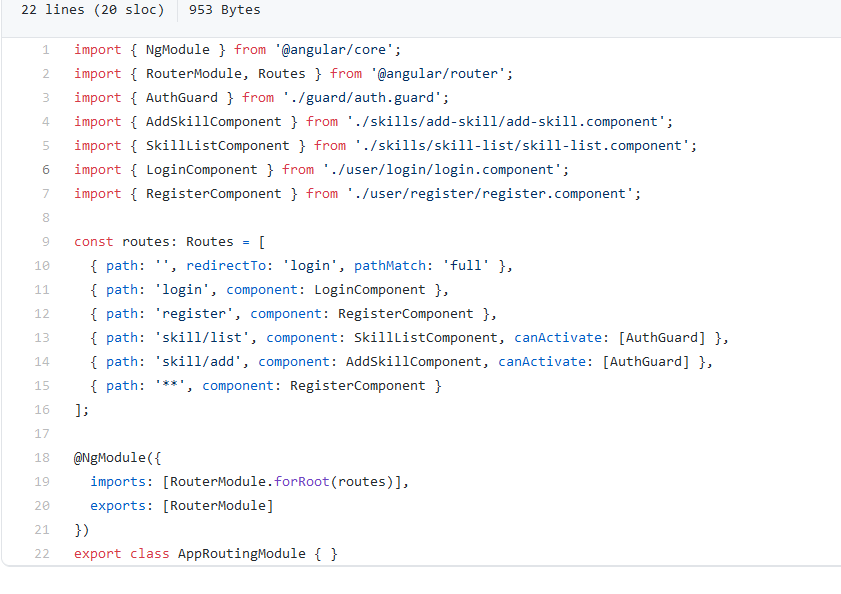 22 lines (20 sloc) 953 Bytes
1 import { NgModule } from '@angular/core';
2 import { RouterModule, Routes } from '@angular/router';
3 import { AuthGuard } from './guard/auth.guard';
4 import { AddSkillComponent } from './skills/add-skill/add-skill.component';
5 import { SkillListComponent } from './skills/skill-list/skill-list.component';
6 import { LoginComponent } from './user/login/login.component';
7 import { RegisterComponent } from './user/register/register.component';
8
9 const routes: Routes = [
10   { path: '', redirectTo: 'login', pathMatch: 'full' },
11   { path: 'login', component: LoginComponent },
12   { path: 'register', component: RegisterComponent },
13   { path: 'skill/list', component: SkillListComponent, canActivate: [AuthGuard] },
14   { path: 'skill/add', component: AddSkillComponent, canActivate: [AuthGuard] },
15   { path: '**', component: RegisterComponent }
16 ];
17
18 @NgModule({
19   imports: [RouterModule.forRoot(routes)],
20   exports: [RouterModule]
21 })
22 export class AppRoutingModule { }